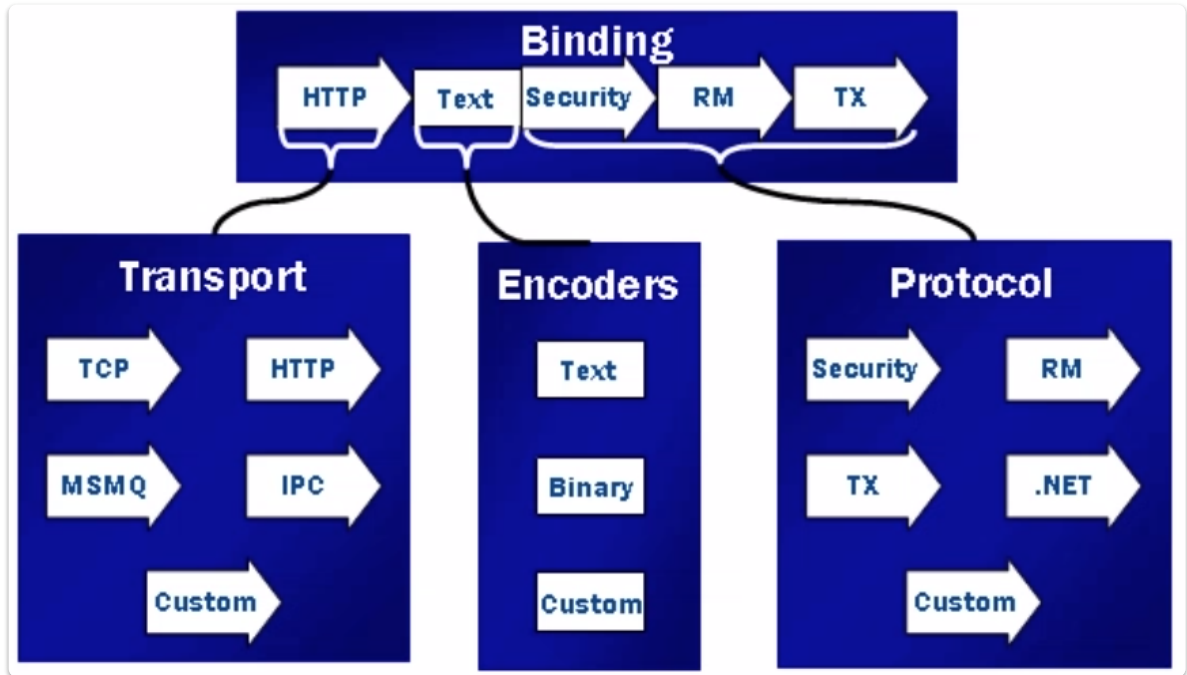 Binding
HTTP Text Security RM TX
Transport
TCP HTTP
MSMQ IPC
Custom
Encoders
Text
Binary
Custom
Protocol
Security RM
TX .NET
Custom